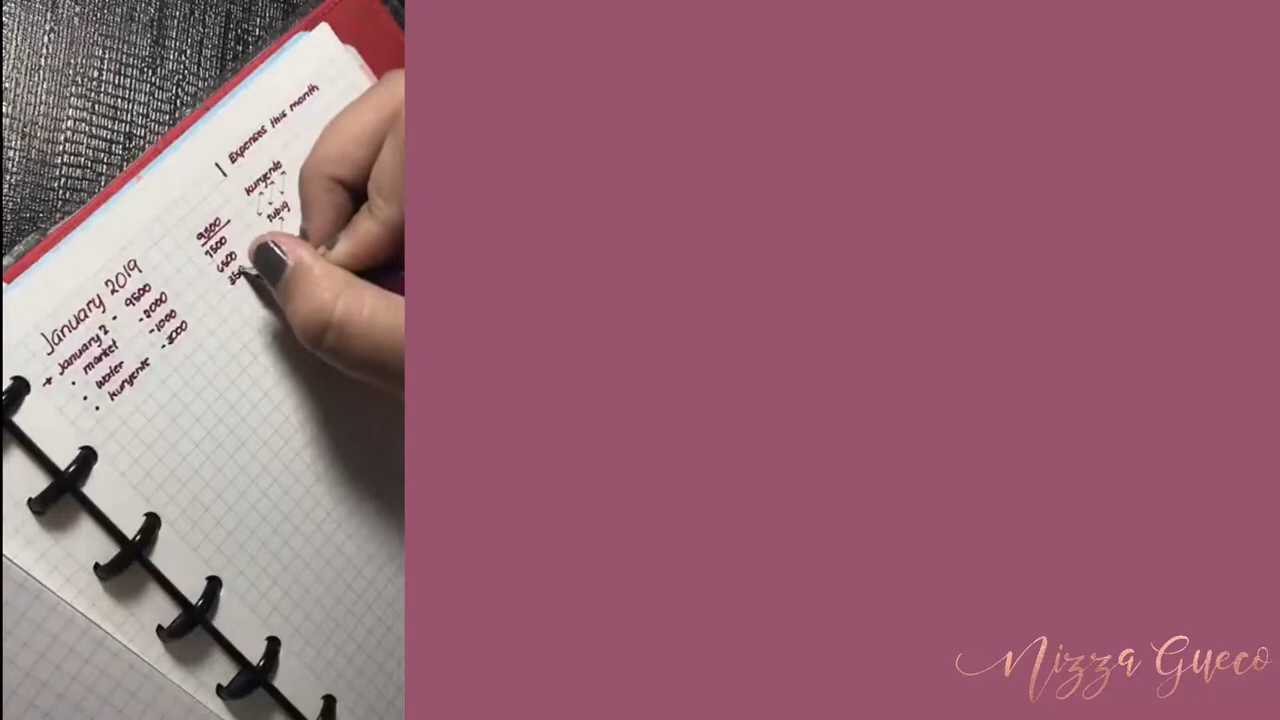 Expenses this month
kuryente
tubig
9500
7500
6500
350
January 2019
+ January 2 - 9500
• market -2000
• water -1000
• kuryente -3000
Nizza Gueco